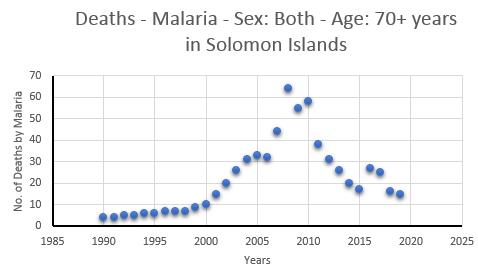 Deaths - Malaria - Sex: Both - Age: 70+ years
in Solomon Islands
No. of Deaths by Malaria
70
60
50
40
30
20
10
0
1985 1990 1995 2000 2005 2010 2015 2020 2025
Years